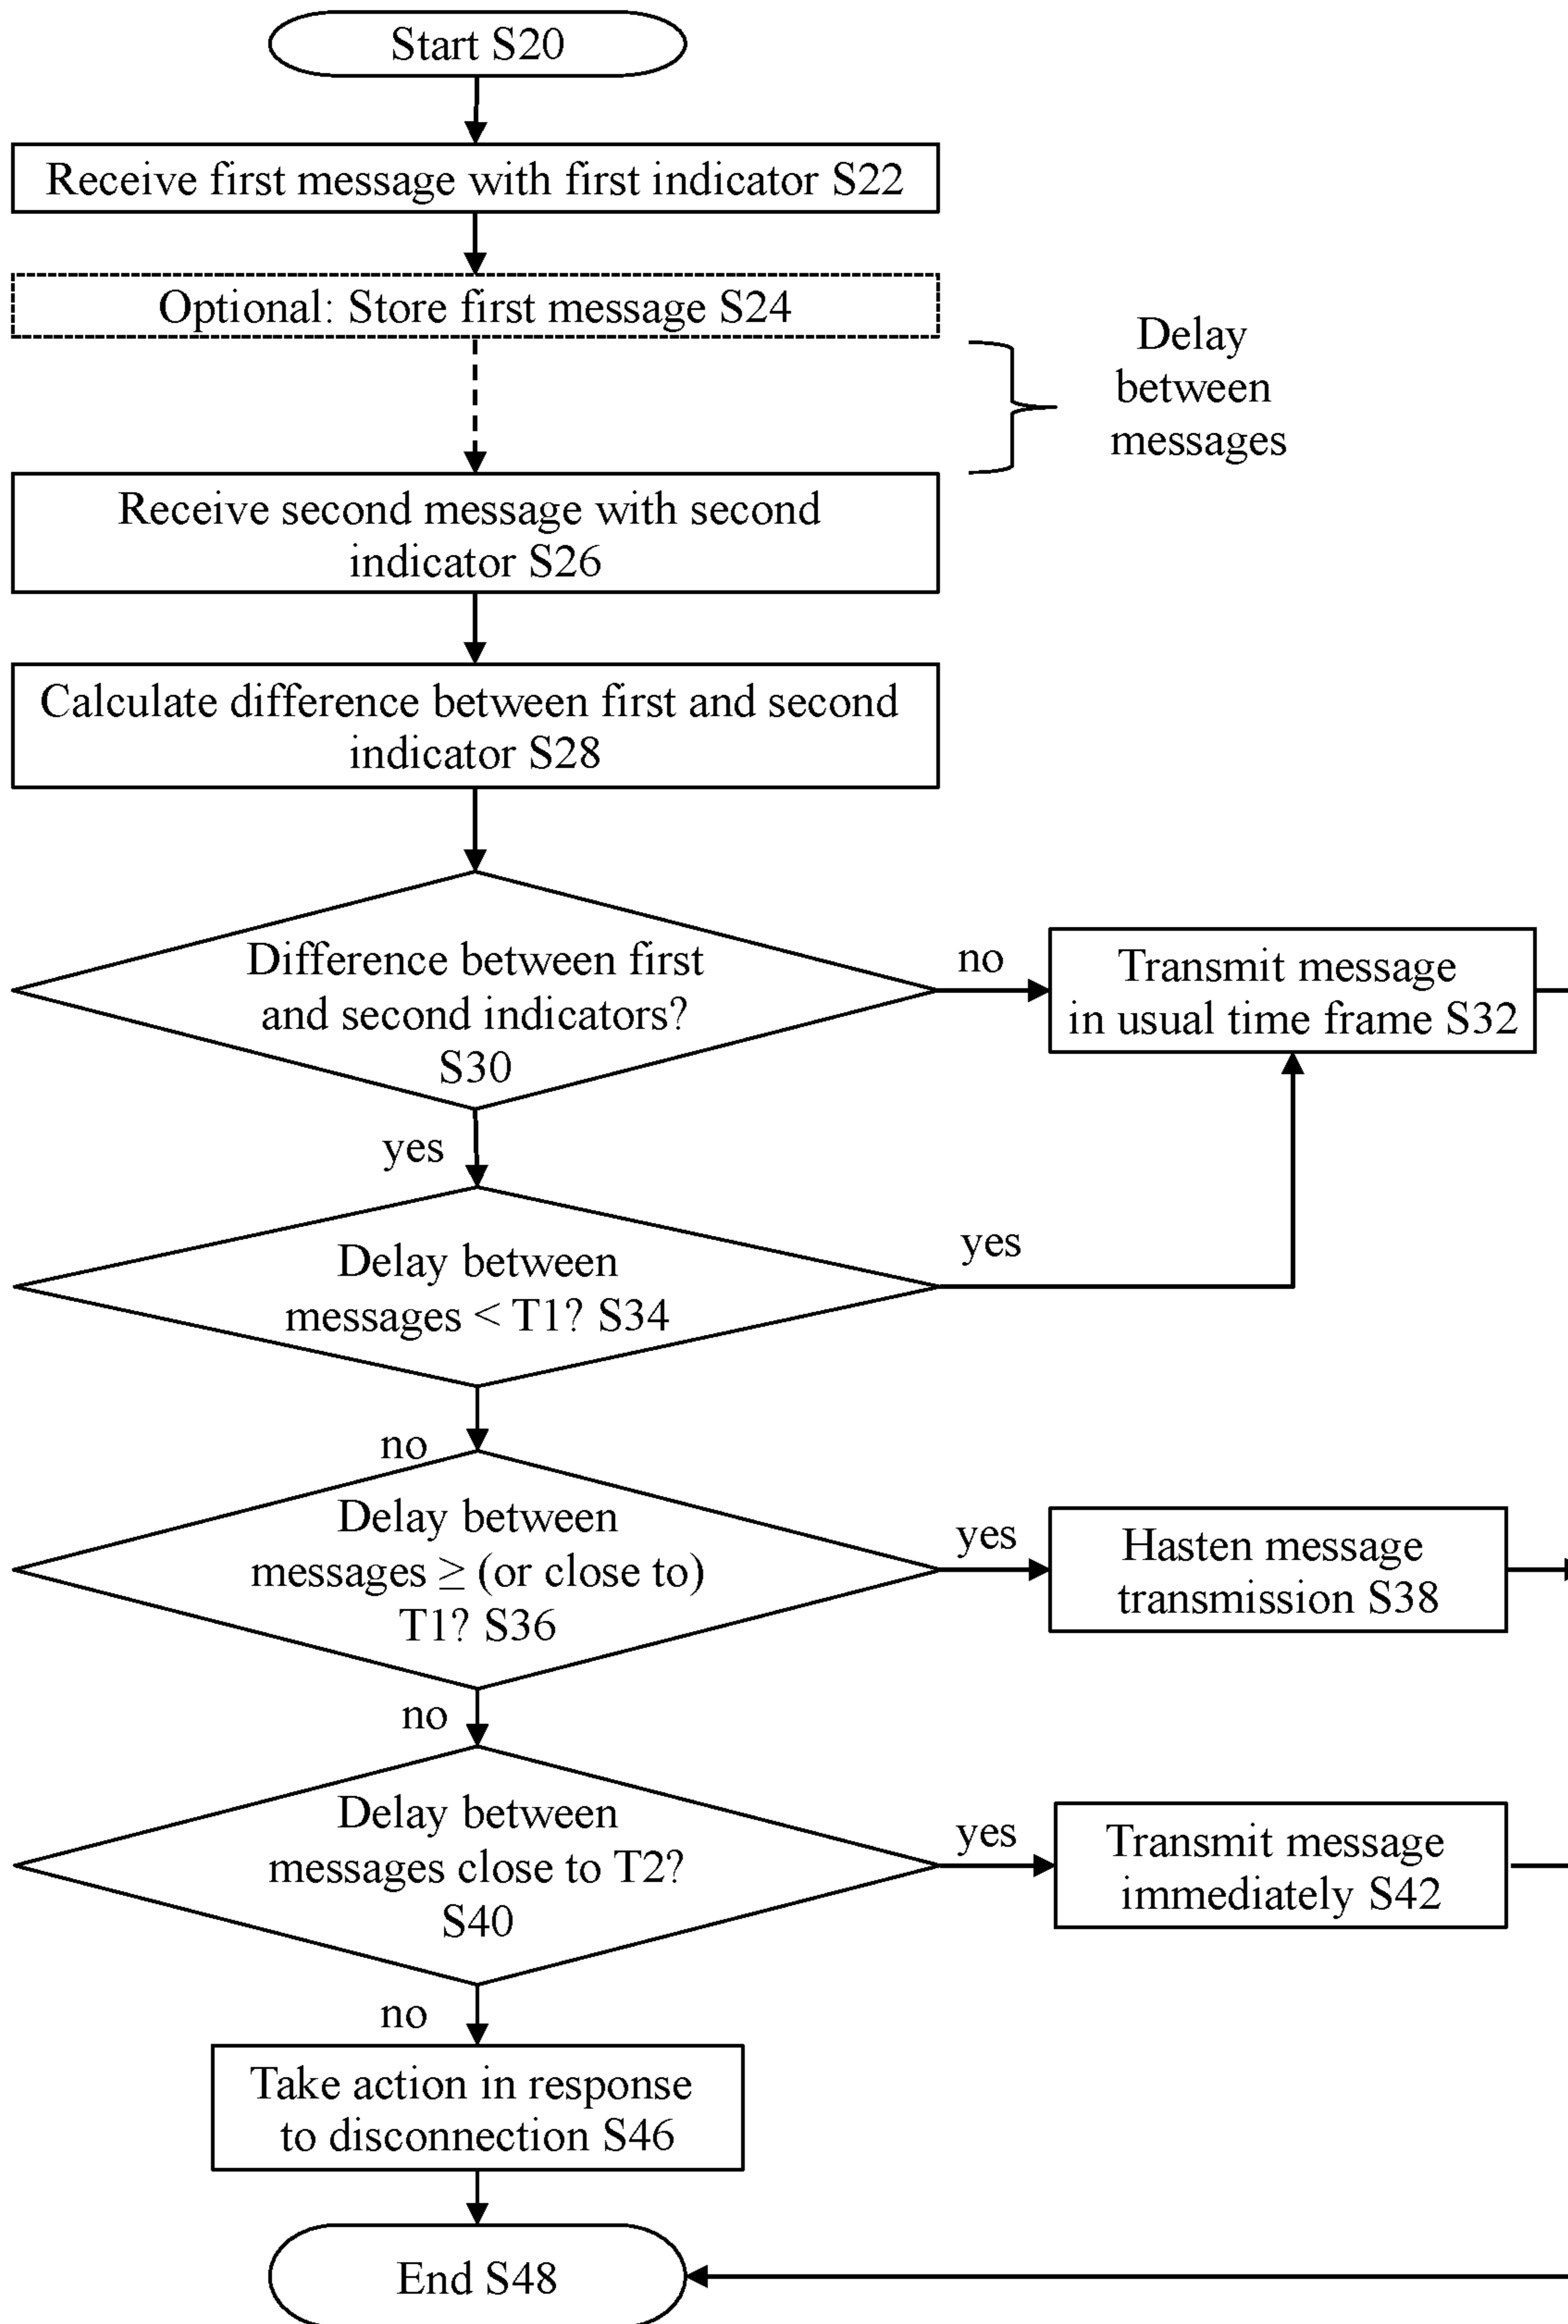 Start S20
Receive first message with first indicator S22
Optional: Store first message S24
Delay
between
messages
Receive second message with second
indicator S26
Calculate difference between first and second
indicator S28
Difference between first
and second indicators?
S30
no
Transmit message
in usual time frame S32
yes
Delay between
messages < T1? S34
yes
no
Delay between
messages ≥ (or close to)
T1? S36
yes
Hasten message
transmission S38
no
Delay between
messages close to T2?
S40
yes
Transmit message
immediately S42
no
Take action in response
to disconnection S46
End S48